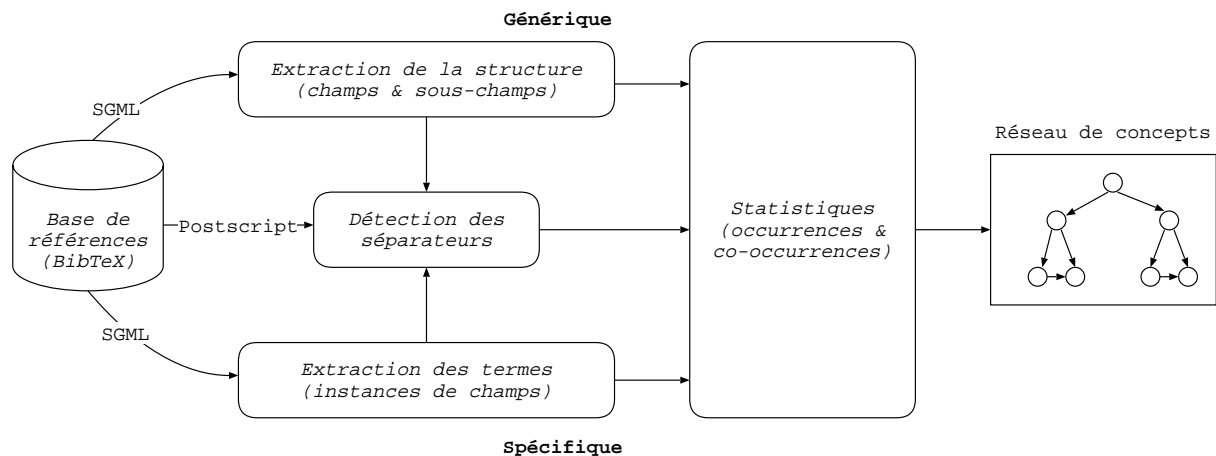 Générique
Extraction de la structure
(champs & sous-champs)
SGML
Réseau de concepts
Base de
références
(BibTeX)
Postscript
Détection des
séparateurs
Statistiques
(occurrences &
co-occurrences)
SGML
Extraction des termes
(instances de champs)
Spécifique